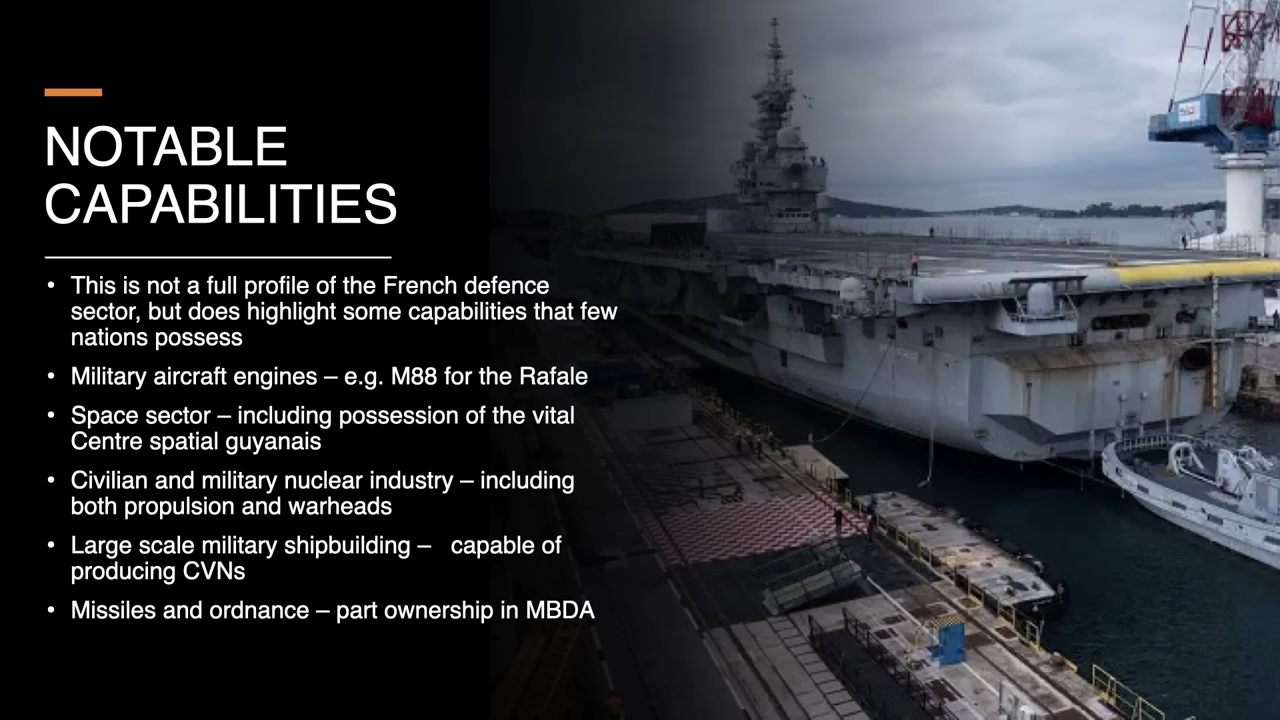 NOTABLE
CAPABILITIES
• This is not a full profile of the French defence
sector, but does highlight some capabilities that few
nations possess
• Military aircraft engines – e.g. M88 for the Rafale
• Space sector – including possession of the vital
Centre spatial guyanais
• Civilian and military nuclear industry – including
both propulsion and warheads
• Large scale military shipbuilding –   capable of
producing CVNs
• Missiles and ordnance – part ownership in MBDA